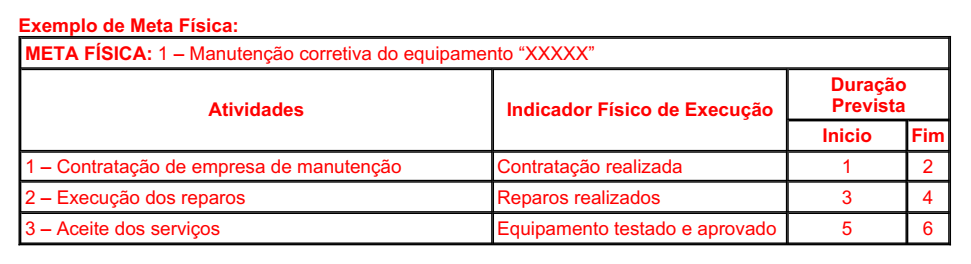 Exemplo de Meta Física:
META FÍSICA: 1 – Manutenção corretiva do equipamento “XXXXX”
Atividades Indicador Físico de Execução Duração Prevista
Inicio Fim
1 – Contratação de empresa de manutenção Contratação realizada 1 2
2 – Execução dos reparos Reparos realizados 3 4
3 – Aceite dos serviços Equipamento testado e aprovado 5 6